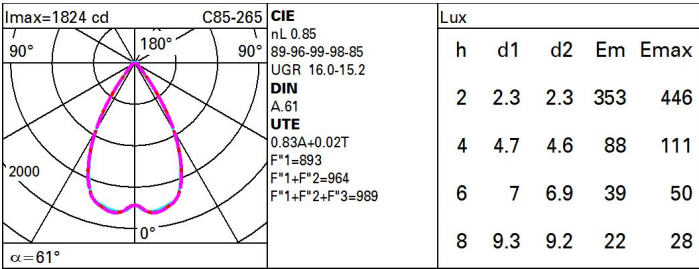 Imax=1824 cd C85-265
90° 180° 90°
2000
0°
α=61°
CIE
nL 0.85
89-96-99-98-85
UGR 16.0-15.2
DIN
A.61
UTE
0.83A+0.02T
F"1=893
F"1+F"2=964
F"1+F"2+F"3=989
Lux
h d1 d2 Em Emax
2 2.3 2.3 353 446
4 4.7 4.6 88 111
6 7 6.9 39 50
8 9.3 9.2 22 28